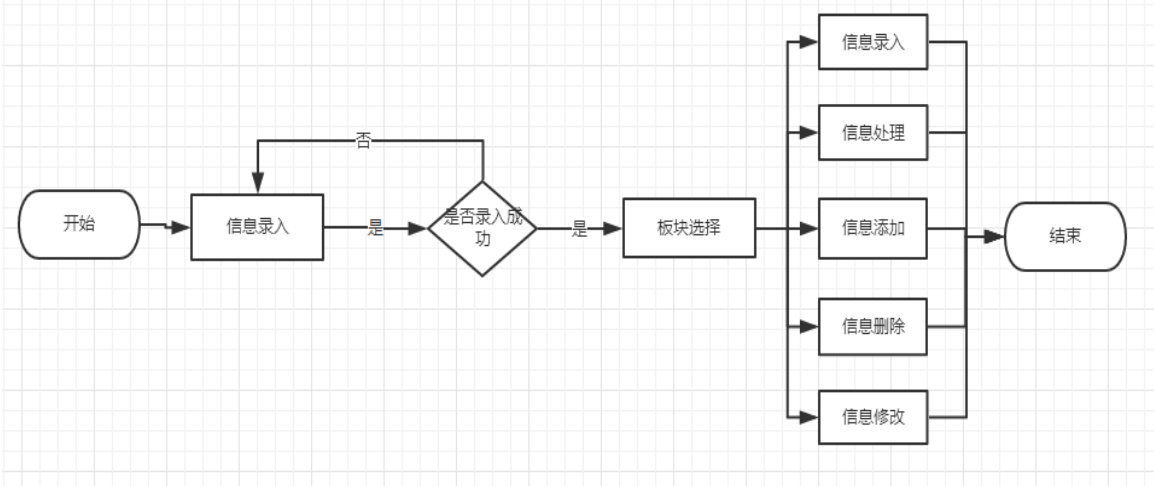 开始
信息录入
否
是
是否录入成
功
是
板块选择
信息录入
信息处理
信息添加
信息删除
信息修改
结束